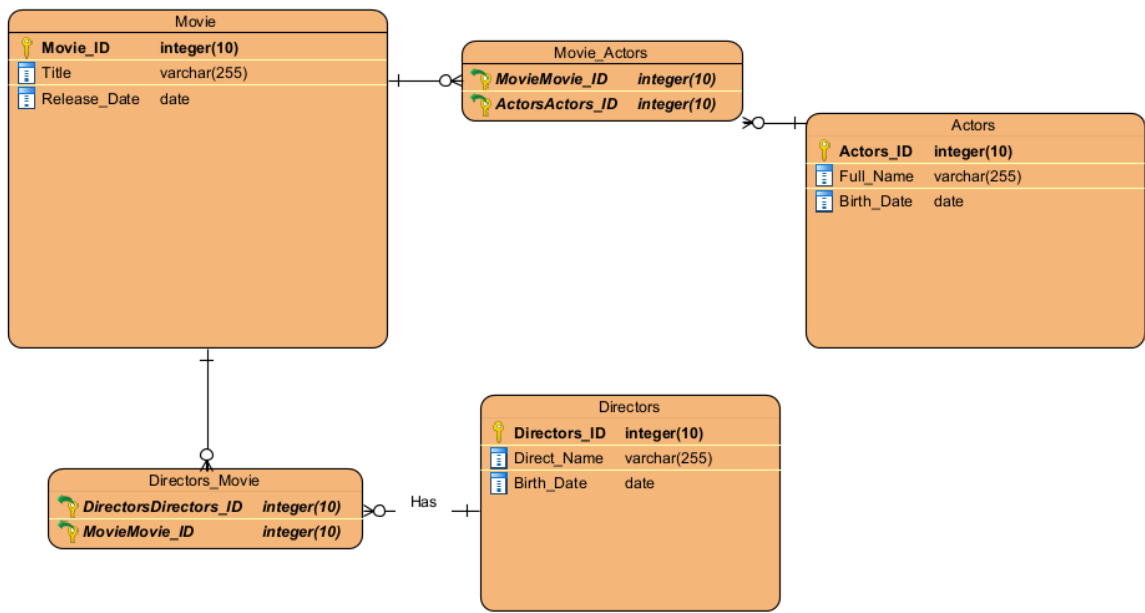 Movie
Movie_ID integer(10)
Title varchar(255)
Release_Date date
Movie_Actors
MovieMovie_ID integer(10)
ActorsActors_ID integer(10)
Actors
Actors_ID integer(10)
Full_Name varchar(255)
Birth_Date date
Directors
Directors_ID integer(10)
Direct_Name varchar(255)
Birth_Date date
Directors_Movie
DirectorsDirectors_ID integer(10)
MovieMovie_ID integer(10)
Has